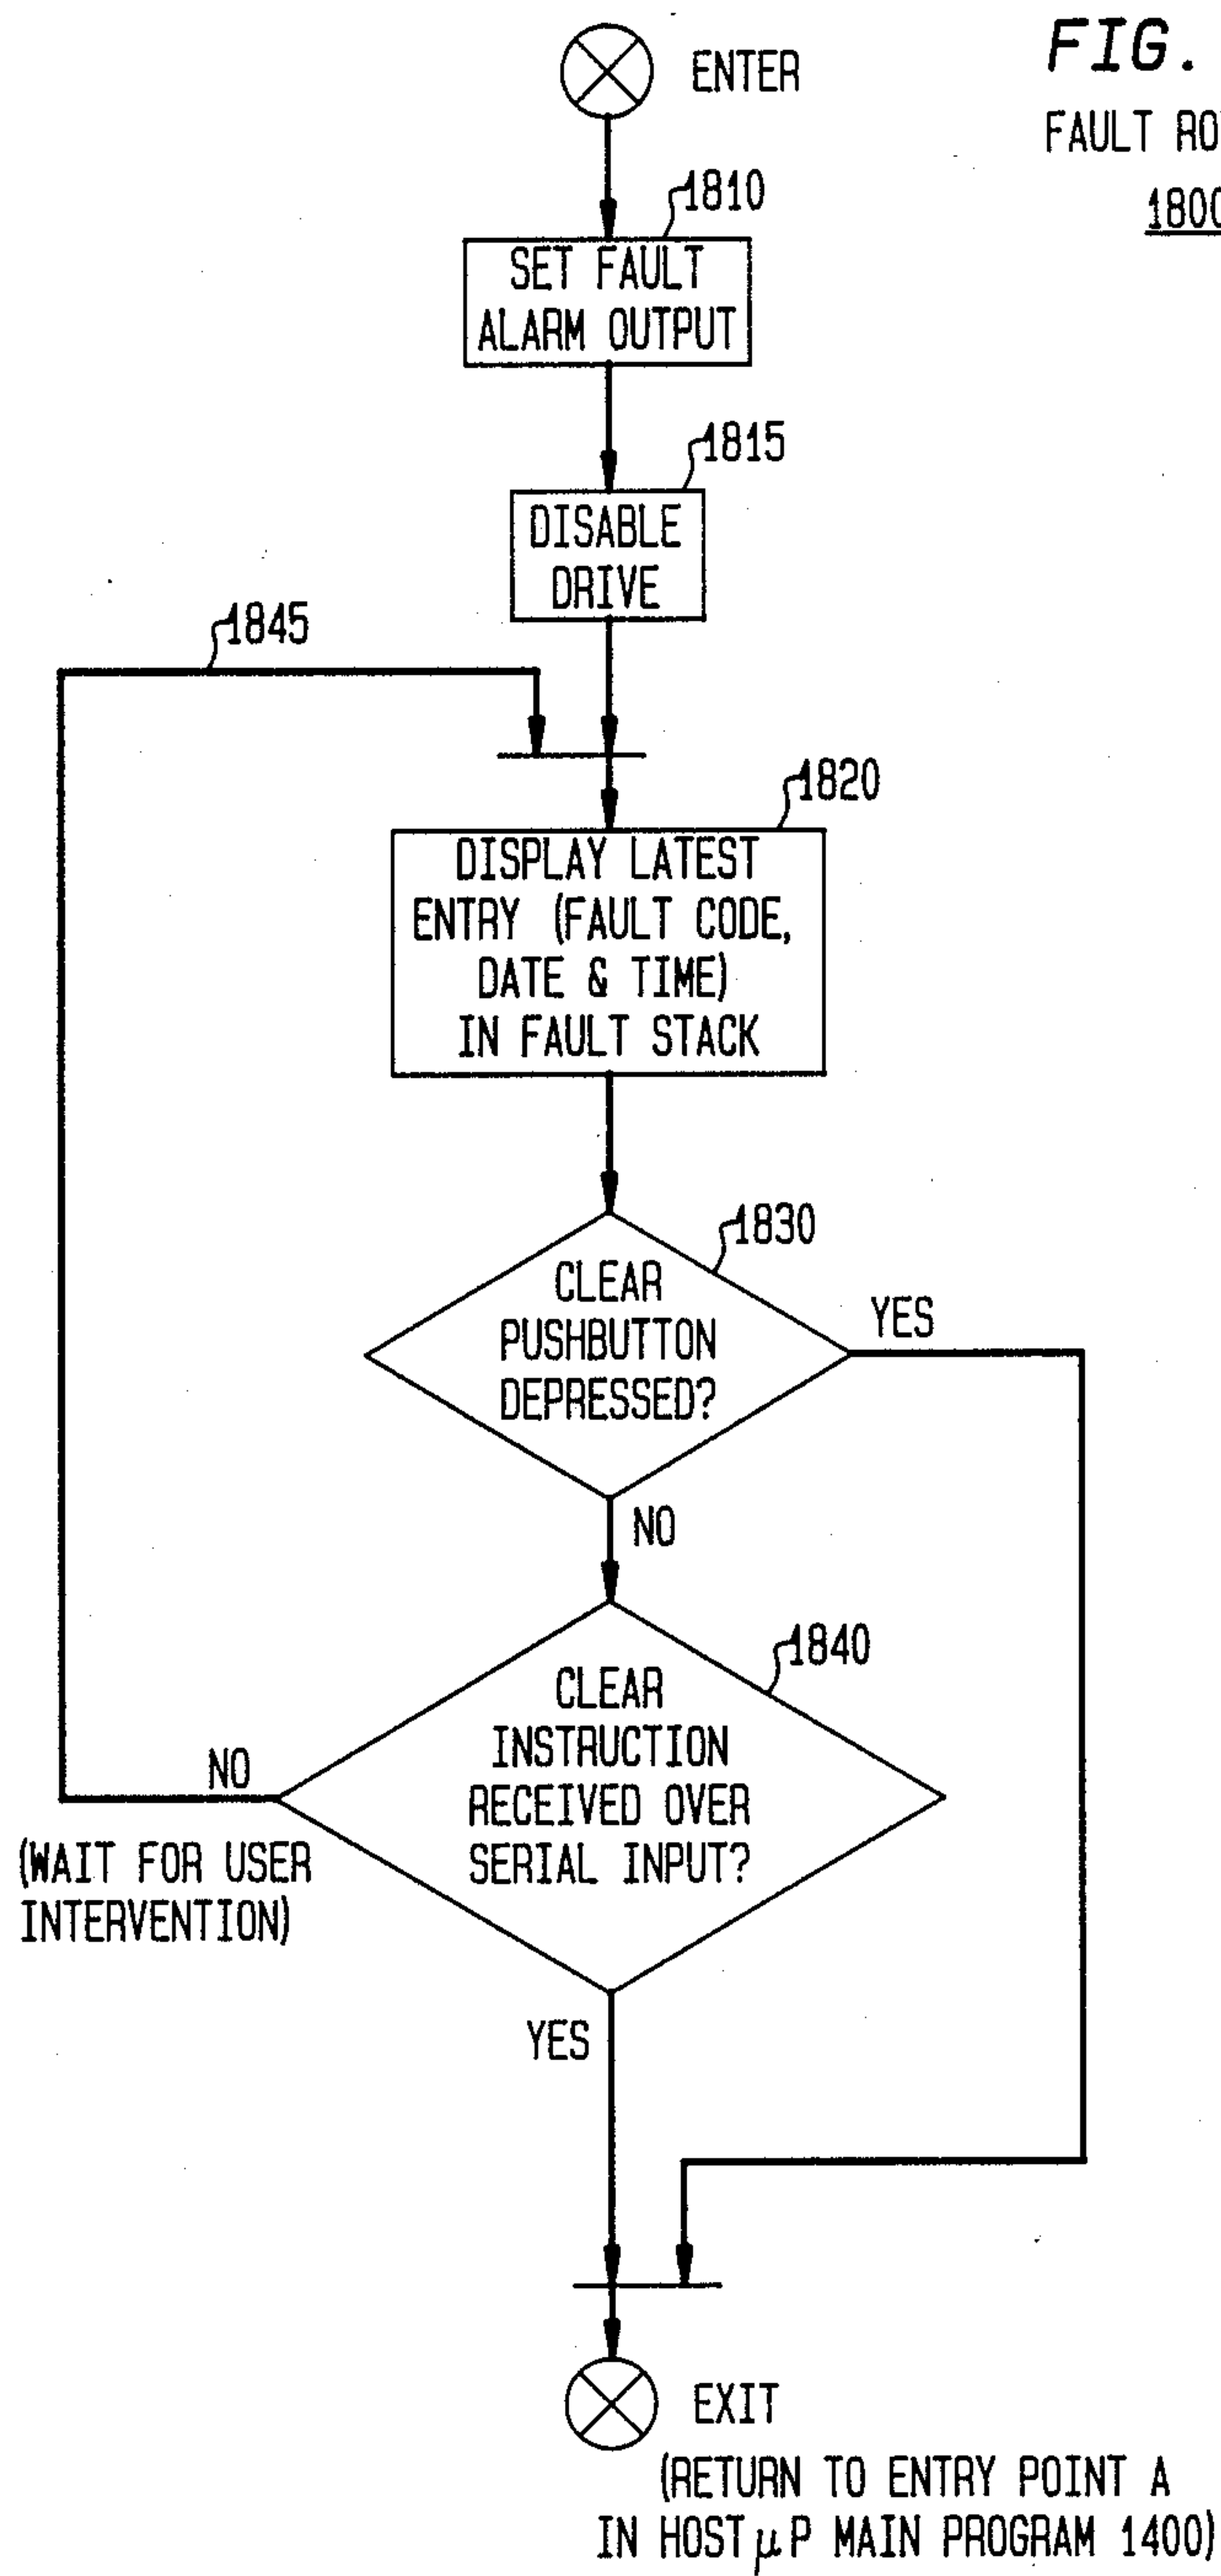 ENTER
FIG.
FAULT RO
1800
1810
SET FAULT
ALARM OUTPUT
1815
DISABLE
DRIVE
1845
1820
DISPLAY LATEST
ENTRY (FAULT CODE,
DATE & TIME)
IN FAULT STACK
1830
CLEAR
PUSHBUTTON
DEPRESSED?
YES
NO
1840
CLEAR
INSTRUCTION
RECEIVED OVER
SERIAL INPUT?
NO
(WAIT FOR USER
INTERVENTION)
YES
EXIT
(RETURN TO ENTRY POINT A
IN HOST μP MAIN PROGRAM 1400)